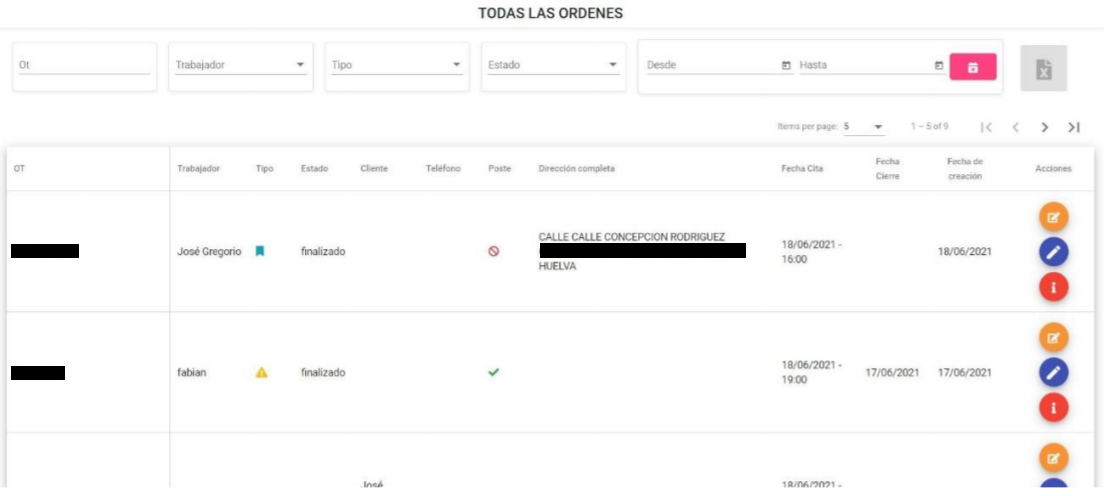 TODAS LAS ORDENES
Ot
Trabajador
Tipo
Estado
Desde
Hasta
Items per page: 5
1 – 5 of 9
OT
Trabajador
Tipo
Estado
Cliente
Teléfono
Poste
Dirección completa
Fecha Cita
Fecha
Cierre
Fecha de
creación
Acciones
José Gregorio
finalizado
CALLE CALLE CONCEPCION RODRIGUEZ
HUELVA
18/06/2021 -
16:00
18/06/2021
fabian
finalizado
18/06/2021 -
19:00
17/06/2021
17/06/2021
José
18/06/2021 -